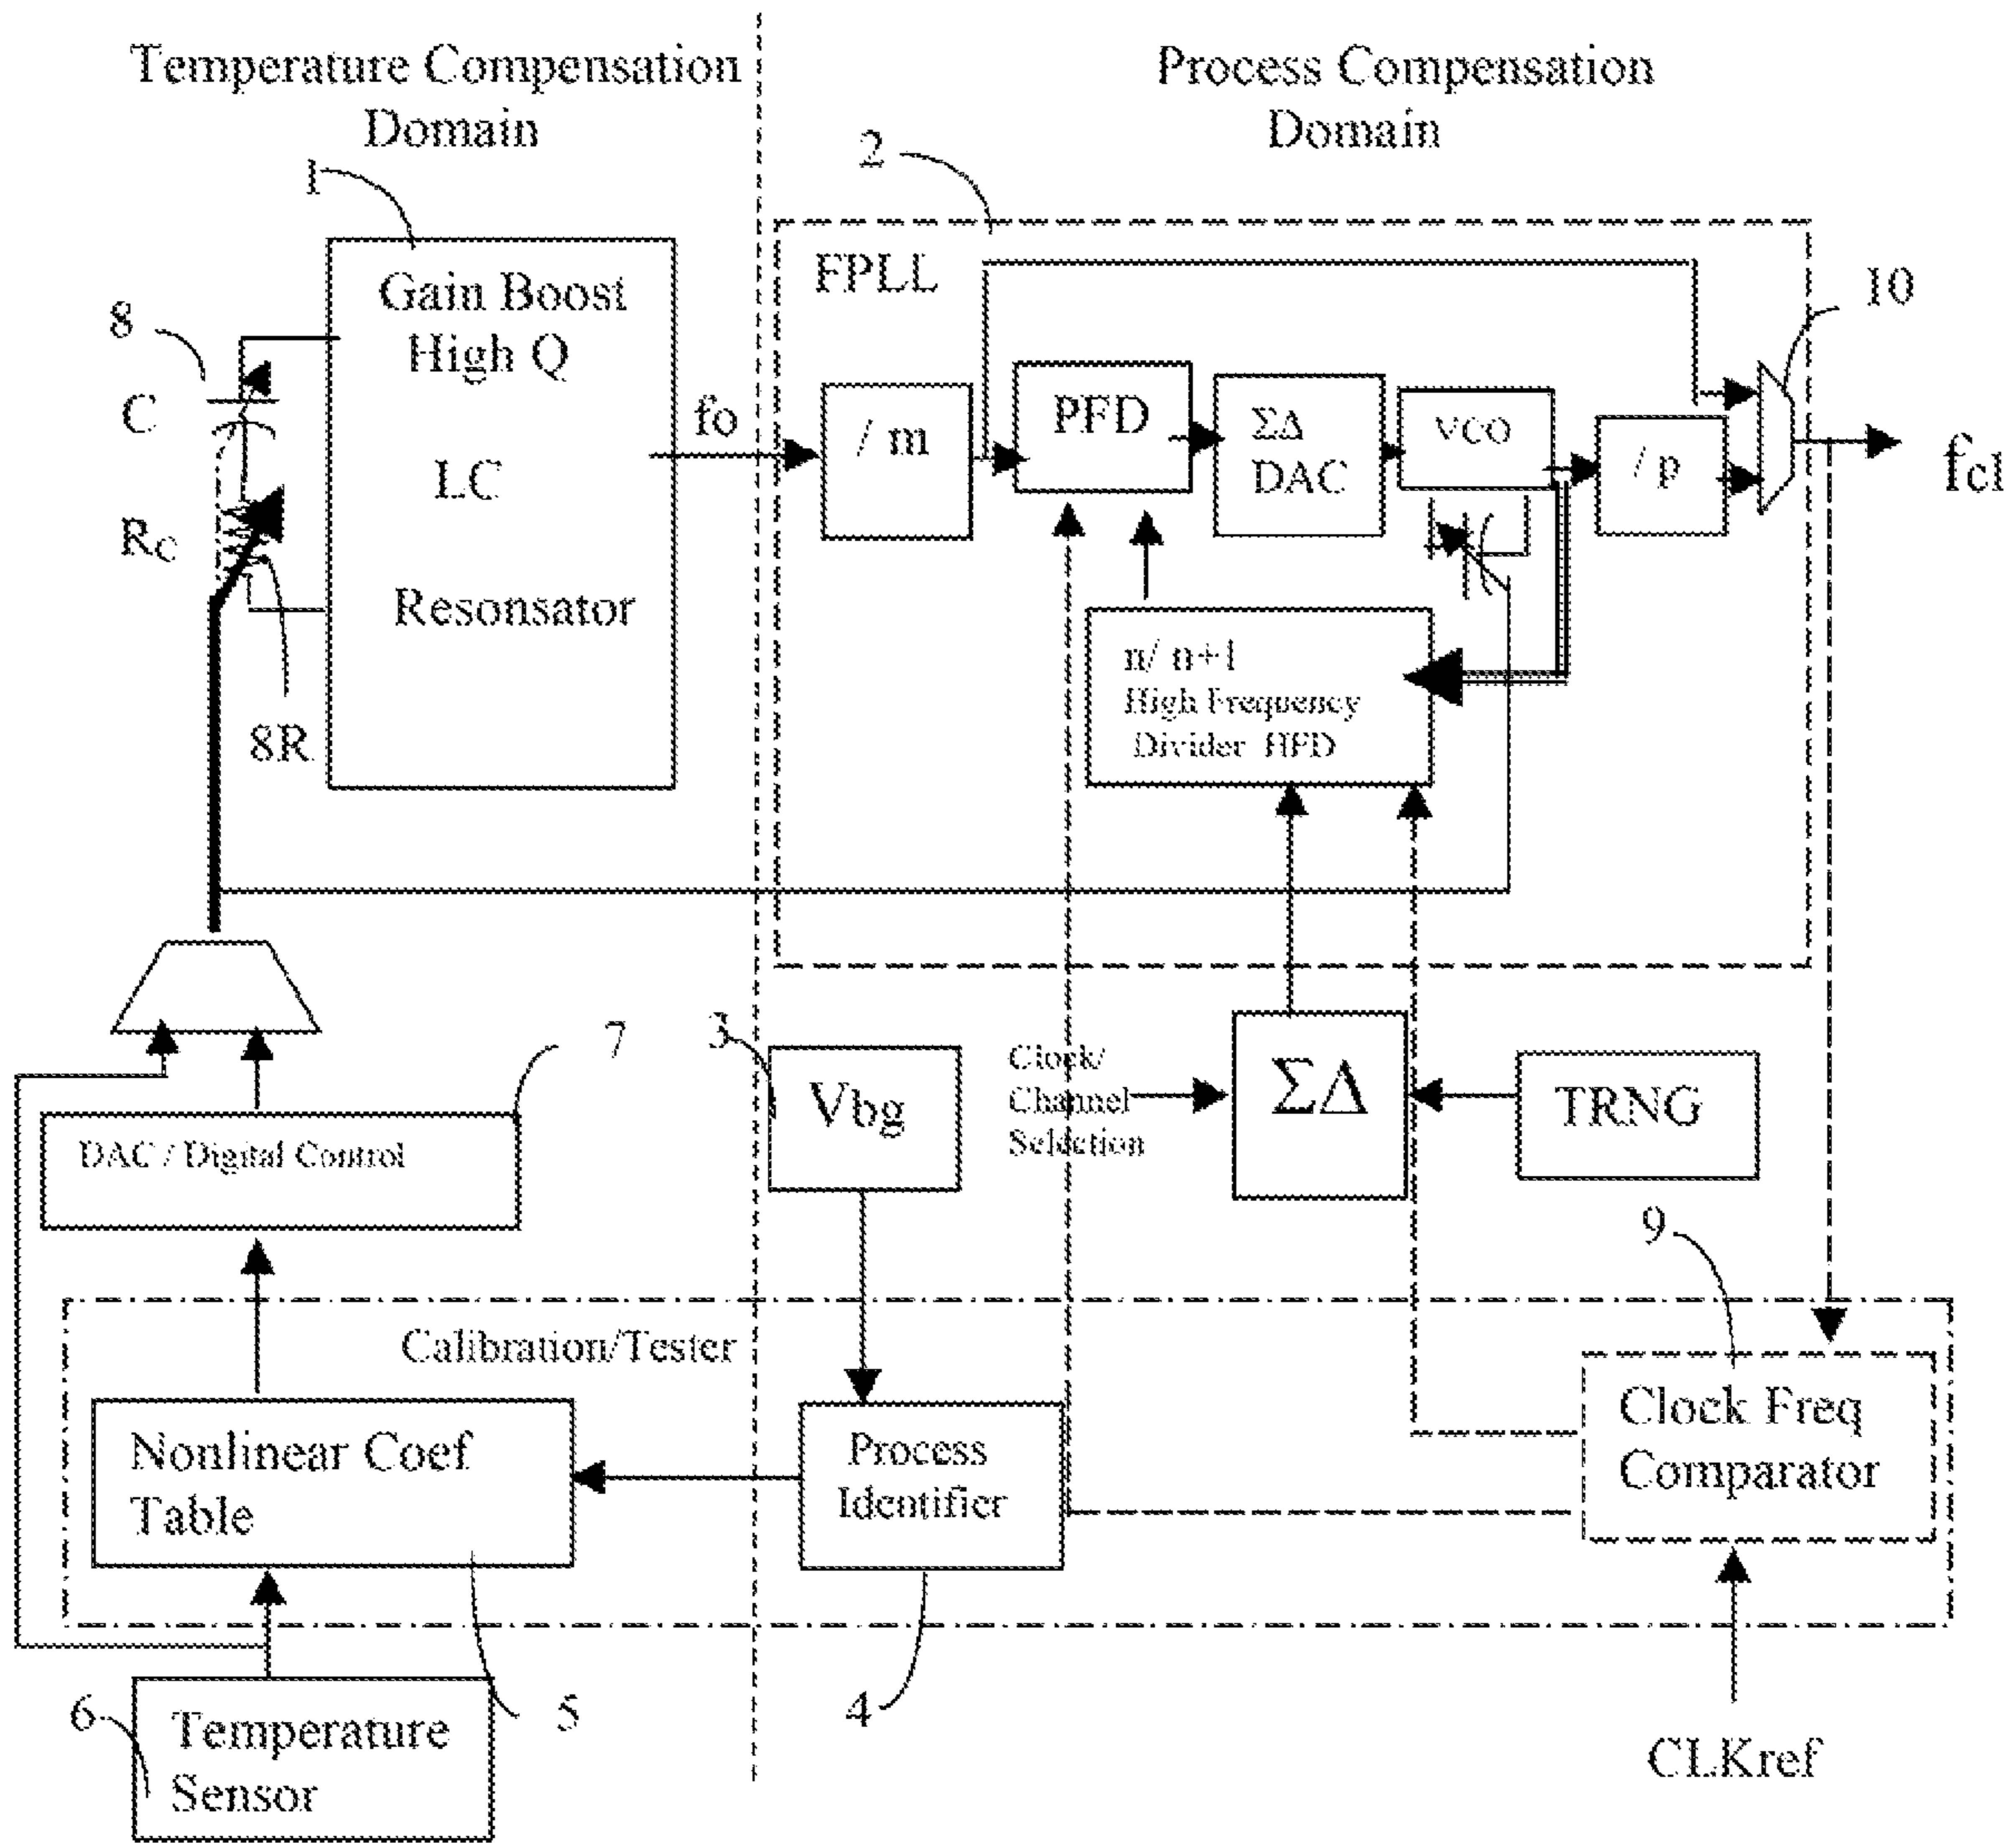 Temperature Compensation
Domain
Process Compensation
Domain
1
2
FPLL
10
Gain Boost
High Q
LC
Resonsator
8
C
Rc
8R
fo
/ m
PFD
ΣΔ
DAC
VCO
/ p
fcl
n/ n+1
High Frequency
Divider HFD
7
DAC / Digital Control
3
Vbg
Clock/
Channel
Selection
ΣΔ
TRNG
9
Calibration/Tester
Nonlinear Coef
Table
Process
Identifier
Clock Freq
Comparator
6
Temperature
Sensor
5
4
CLKref